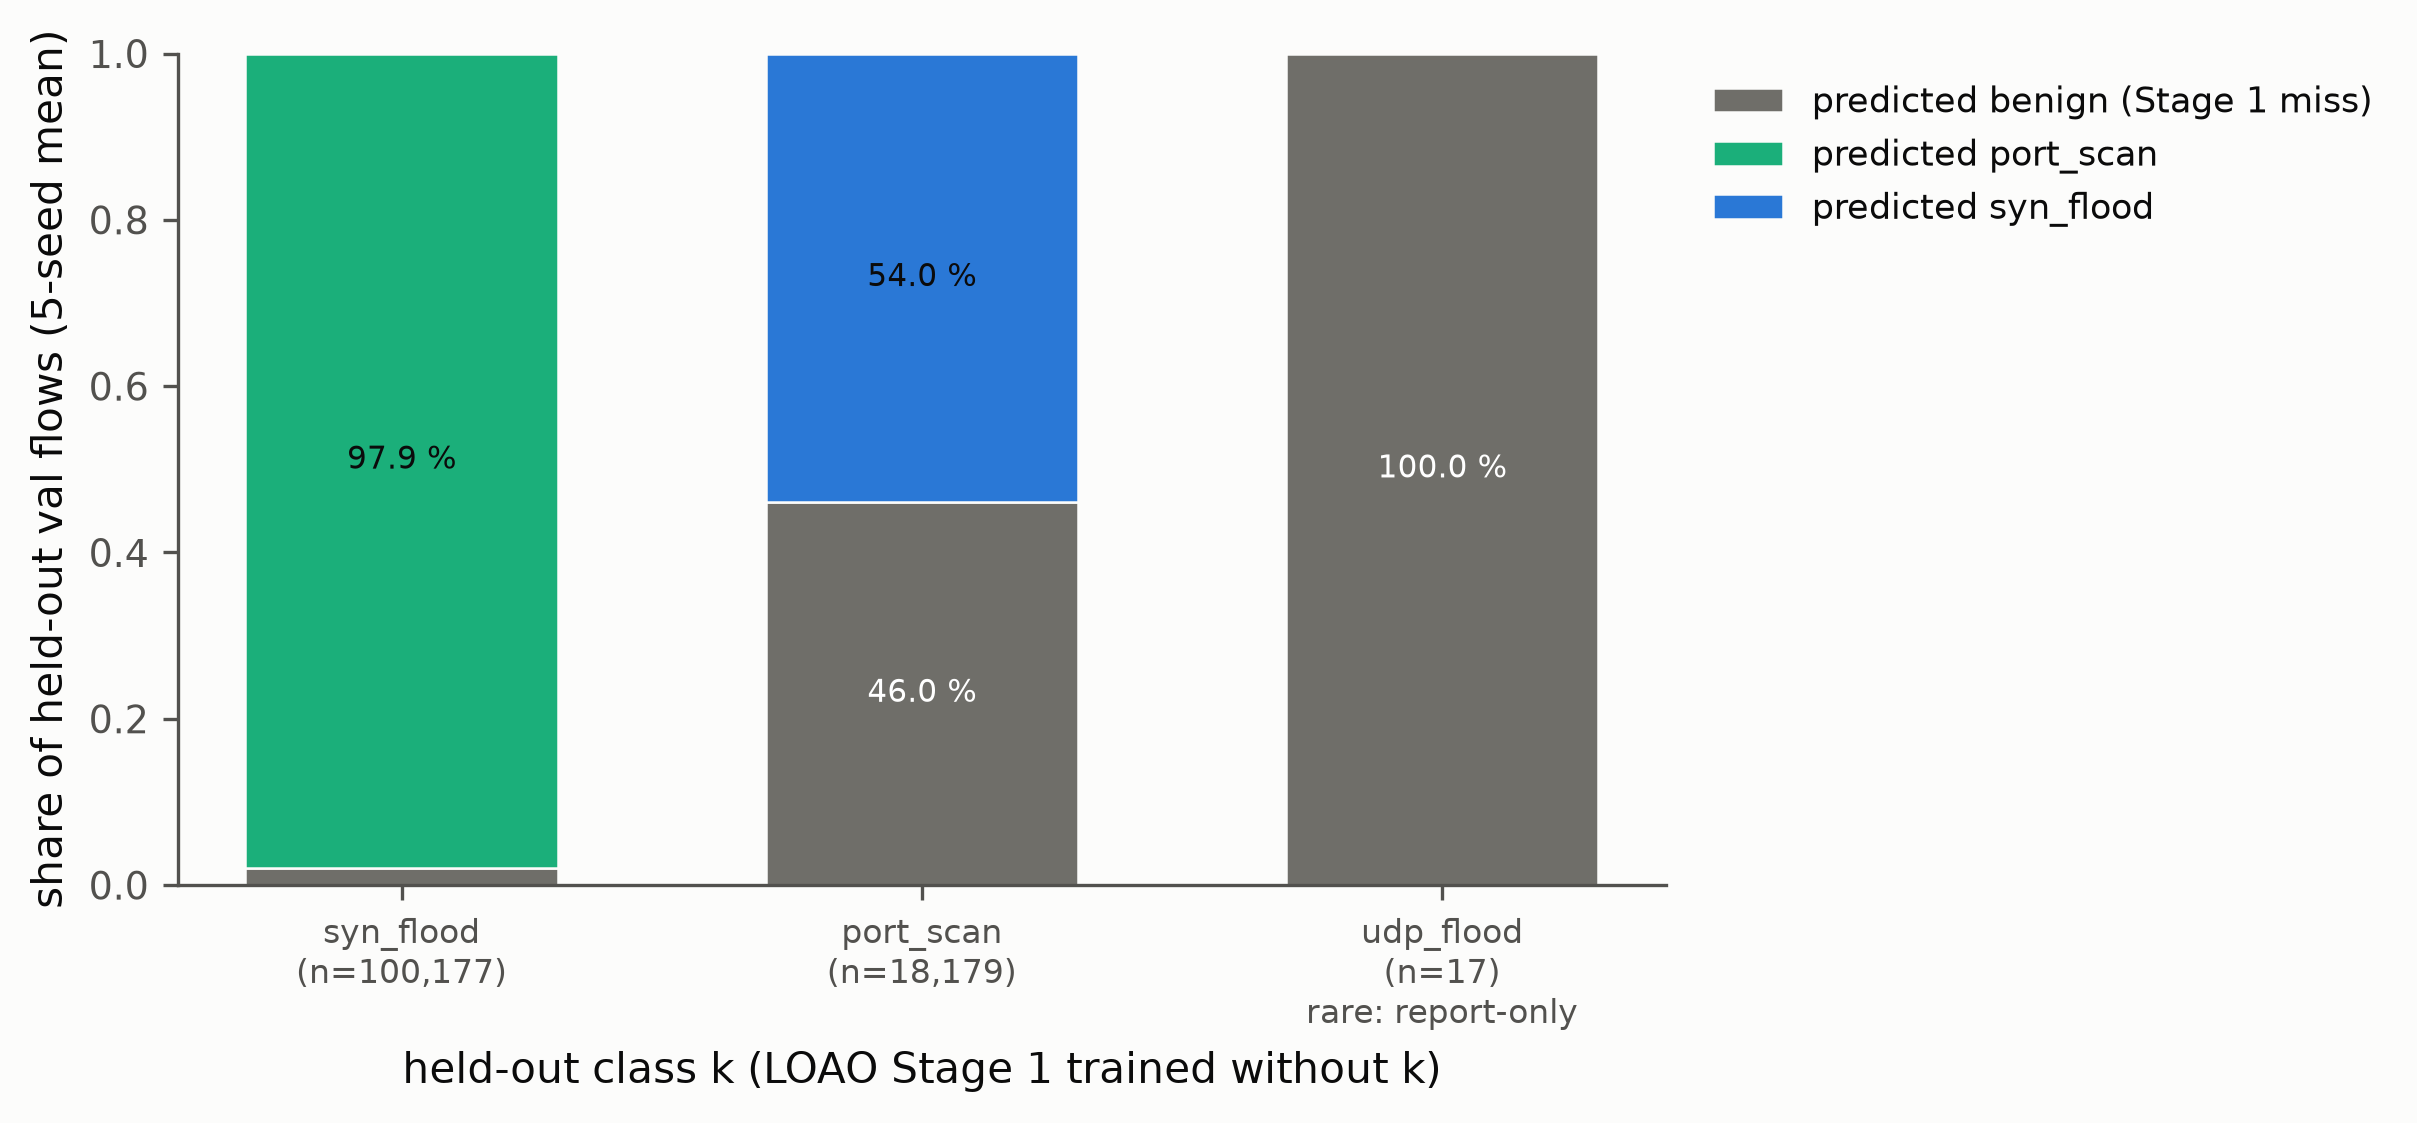 share of held-out val flows (5-seed mean)
1.0
0.8
0.6
0.4
0.2
0.0
97.9 %
54.0 %
46.0 %
100.0 %
syn_flood
(n=100,177)
port_scan
(n=18,179)
udp_flood
(n=17)
rare: report-only
held-out class k (LOAO Stage 1 trained without k)
predicted benign (Stage 1 miss)
predicted port_scan
predicted syn_flood